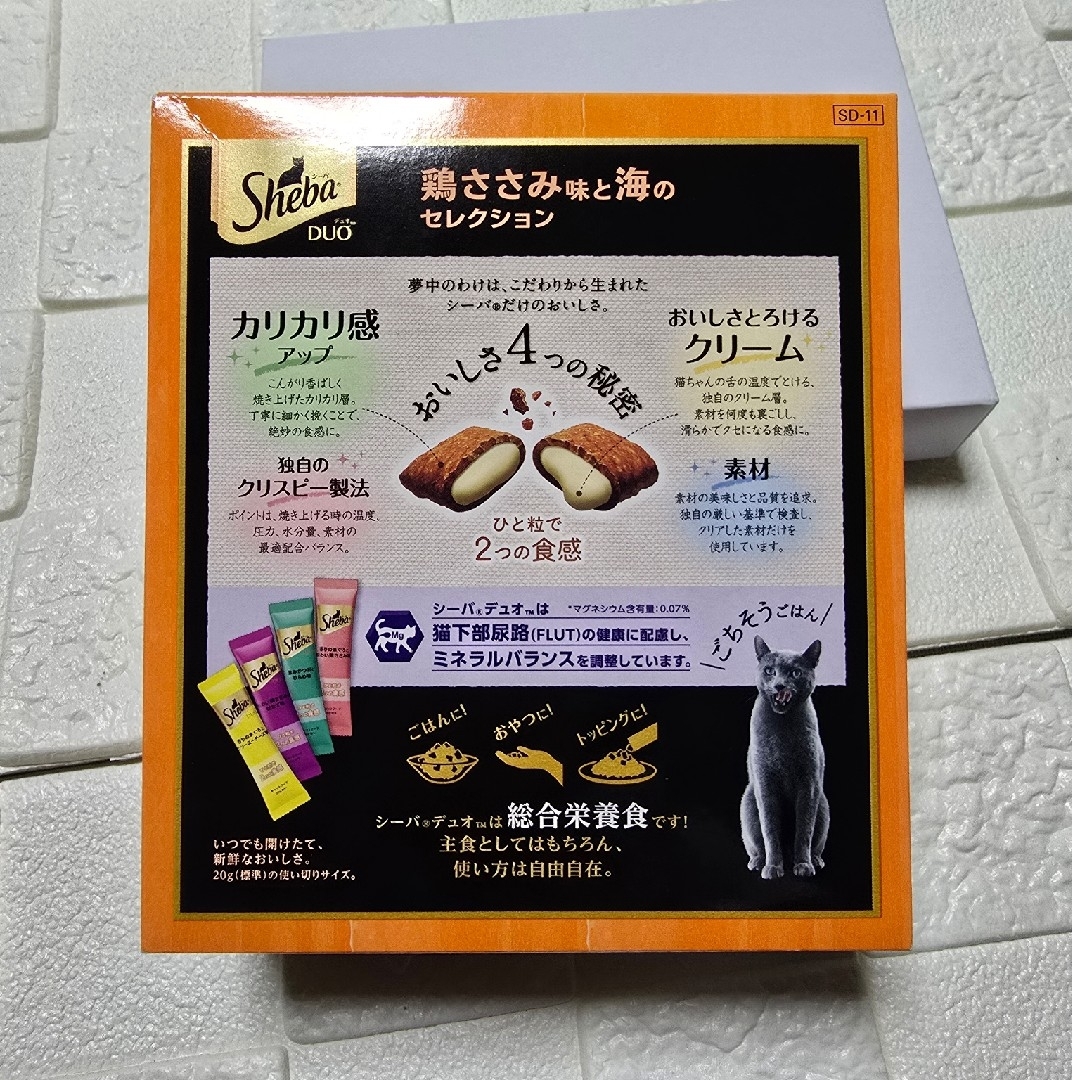 SD-11
シーバ
Sheba®
デュオ™
DUO
鶏ささみ味と海の
セレクション
夢中のわけは、こだわりから生まれた
シーバ®だけのおいしさ。
おいしさ4つの秘密
カリカリ感
アップ
こんがり香ばしく
焼き上げたカリカリ層。
丁寧に細かく挽くことで、
絶妙の食感に。
おいしさとろける
クリーム
猫ちゃんの舌の温度でとける、
独自のクリーム層。
素材を何度も裏ごしし、
滑らかでクセになる食感に。
独自の
クリスピー製法
ポイントは、焼き上げる時の温度、
圧力、水分量、素材の
最適配合バランス。
素材
素材の美味しさと品質を追求。
独自の厳しい基準で検査し、
クリアした素材だけを
使用しています。
ひと粒で
2つの食感
Mg
シーバ®デュオ™は
*マグネシウム含有量:0.07%
猫下部尿路(FLUT)の健康に配慮し、
ミネラルバランスを調整しています。
ごちそうごはん
Sheba
Sheba
Sheba
Sheba
ごはんに!
おやつに!
トッピングに!
シーバ®デュオ™は総合栄養食です!
主食としてはもちろん、
使い方は自由自在。
いつでも開けたて、
新鮮なおいしさ。
20g(標準)の使い切りサイズ。